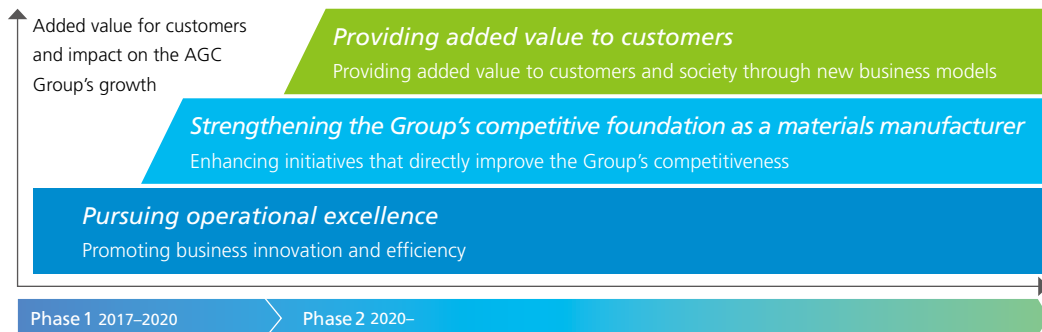 Added value for customers
and impact on the AGC
Group’s growth
Providing added value to customers
Providing added value to customers and society through new business models
Strengthening the Group’s competitive foundation as a materials manufacturer
Enhancing initiatives that directly improve the Group’s competitiveness
Pursuing operational excellence
Promoting business innovation and efficiency
Phase 1 2017–2020
Phase 2 2020–